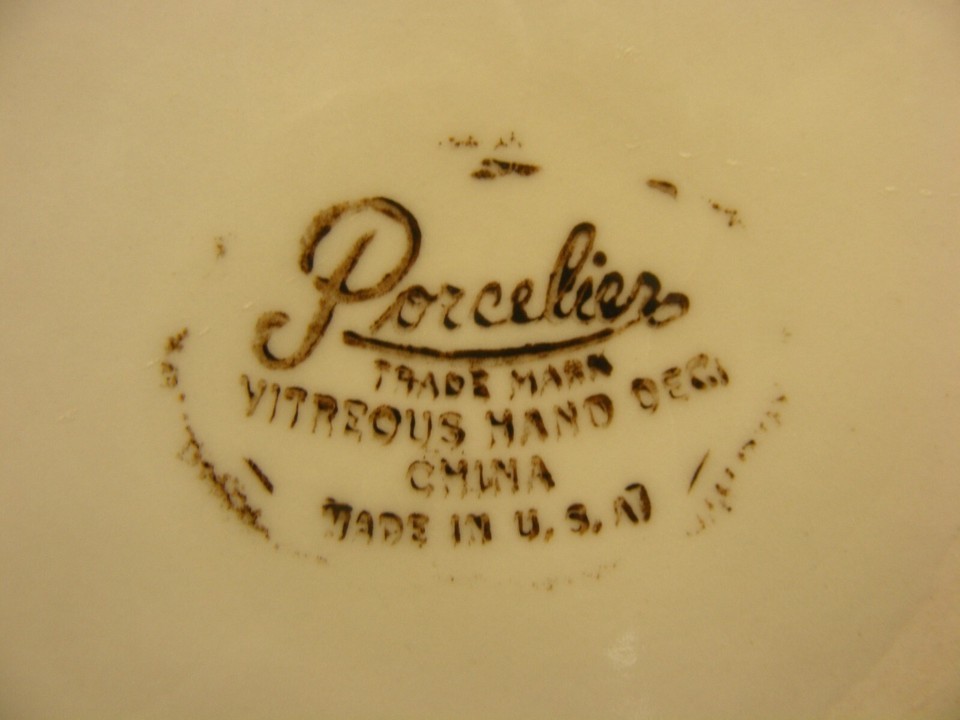 Porcelier
TRADE MARK
VITREOUS HAND DEC.
CHINA
MADE IN U.S.A.